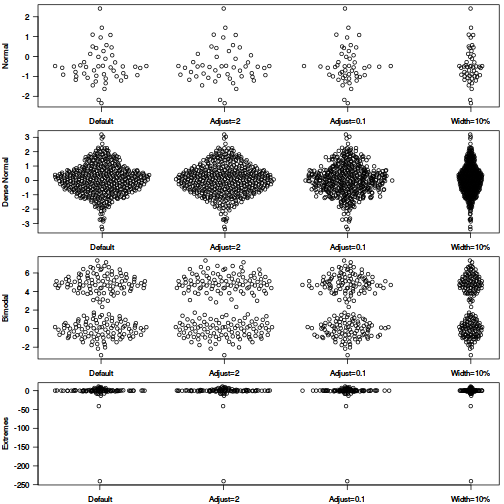 Normal
2
1
0
-1
-2
Default Adjust=2 Adjust=0.1 Width=10%
Dense Normal
3
2
1
0
-1
-2
-3
Default Adjust=2 Adjust=0.1 Width=10%
Bimodal
6
4
2
0
-2
Default Adjust=2 Adjust=0.1 Width=10%
Extremes
0
-50
-100
-150
-200
-250
Default Adjust=2 Adjust=0.1 Width=10%